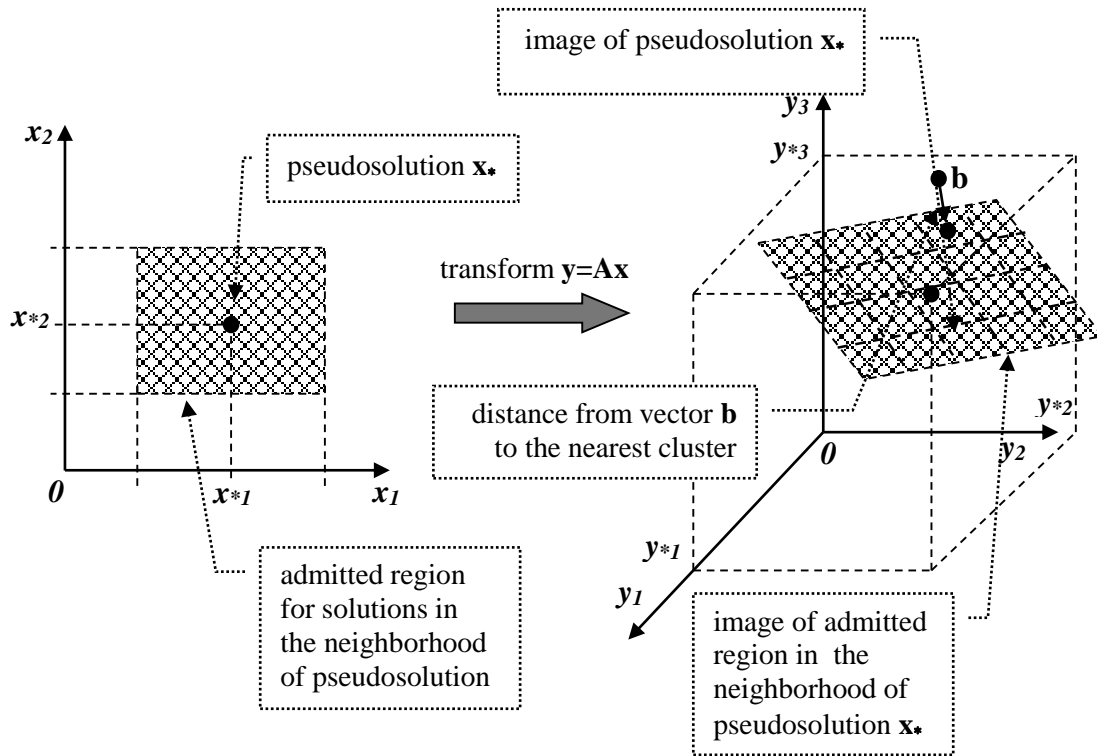 image of pseudosolution x*
x2
pseudosolution x*
y3
y*3
b
transform y=Ax
x*2
distance from vector b
to the nearest cluster
y*2
y2
0
0
x*1
x1
y*1
y1
admitted region
for solutions in
the neighborhood
of pseudosolution
image of admitted
region in the
neighborhood of
pseudosolution x*